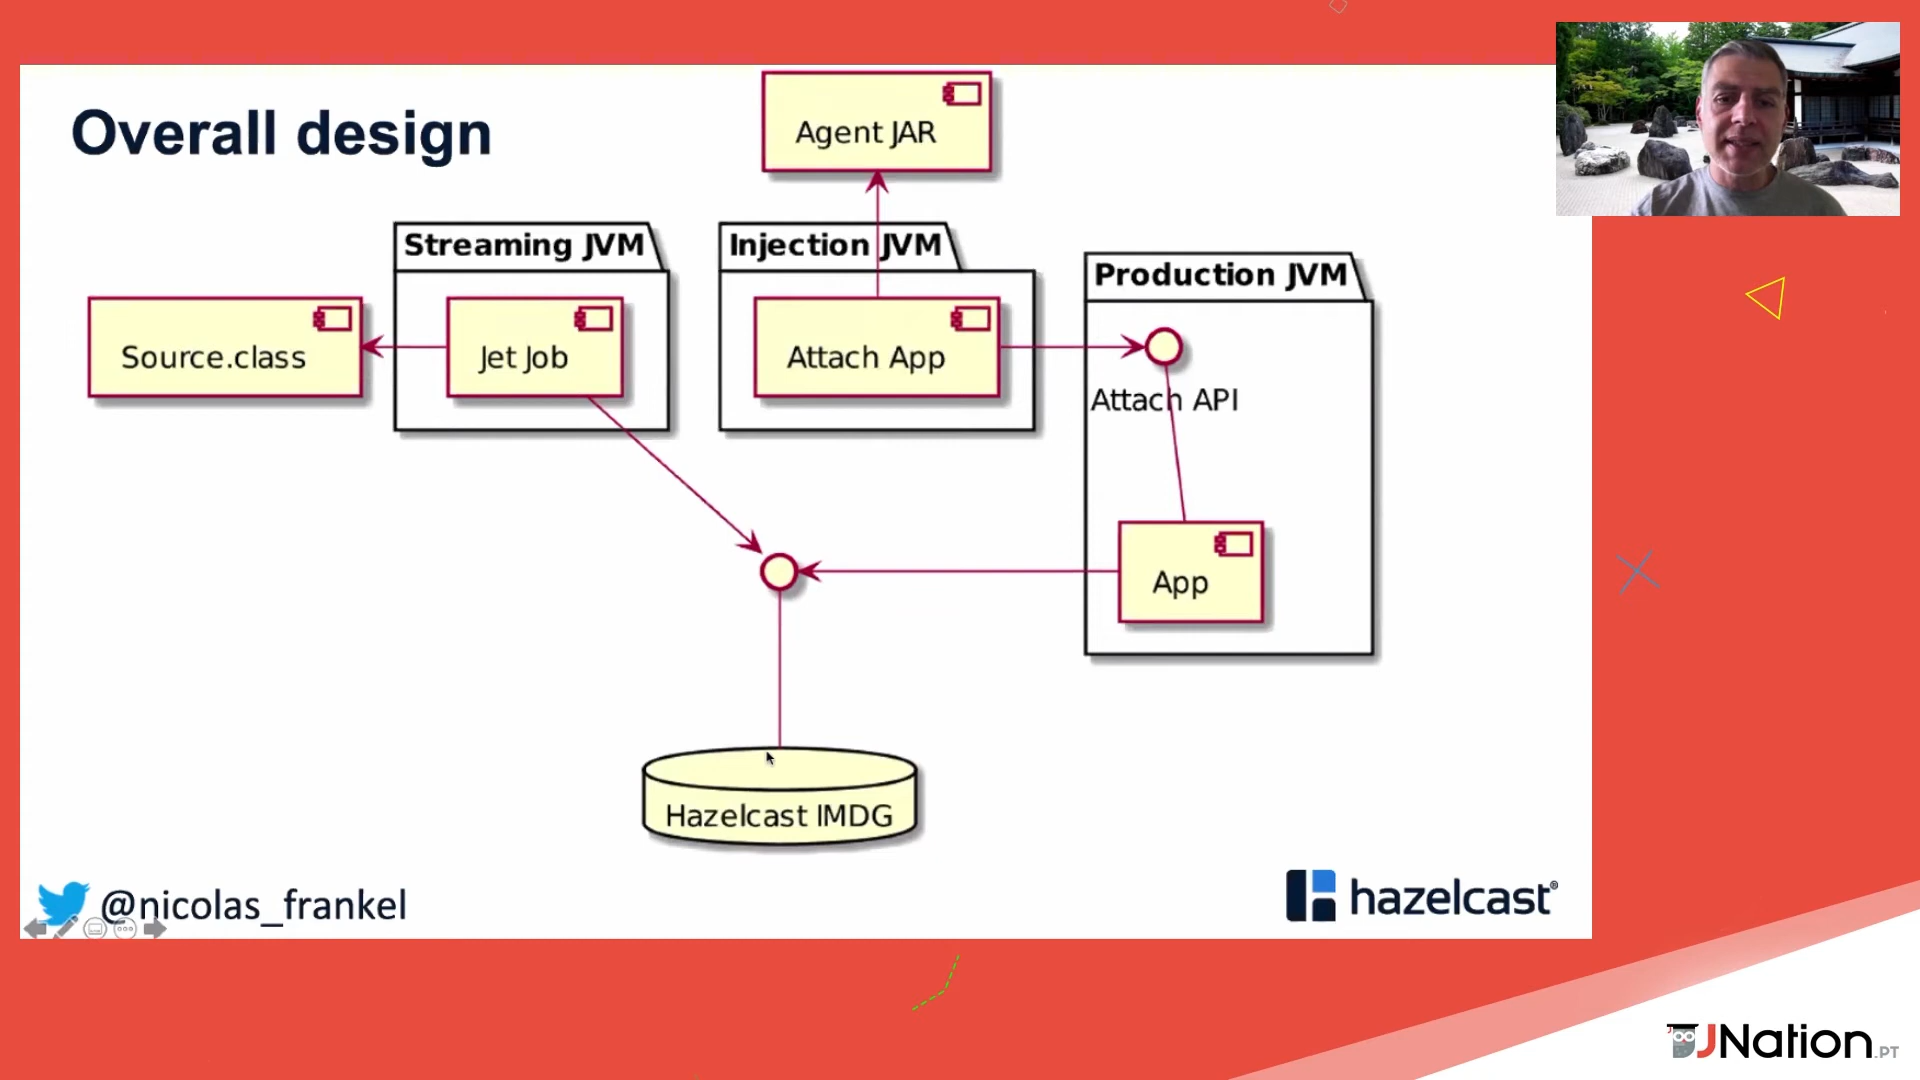 Overall design
Agent JAR
Streaming JVM
Injection JVM
Production JVM
Source.class
Jet Job
Attach App
Attach API
App
Hazelcast IMDG
@nicolas_frankel
hazelcast®
JNation.PT